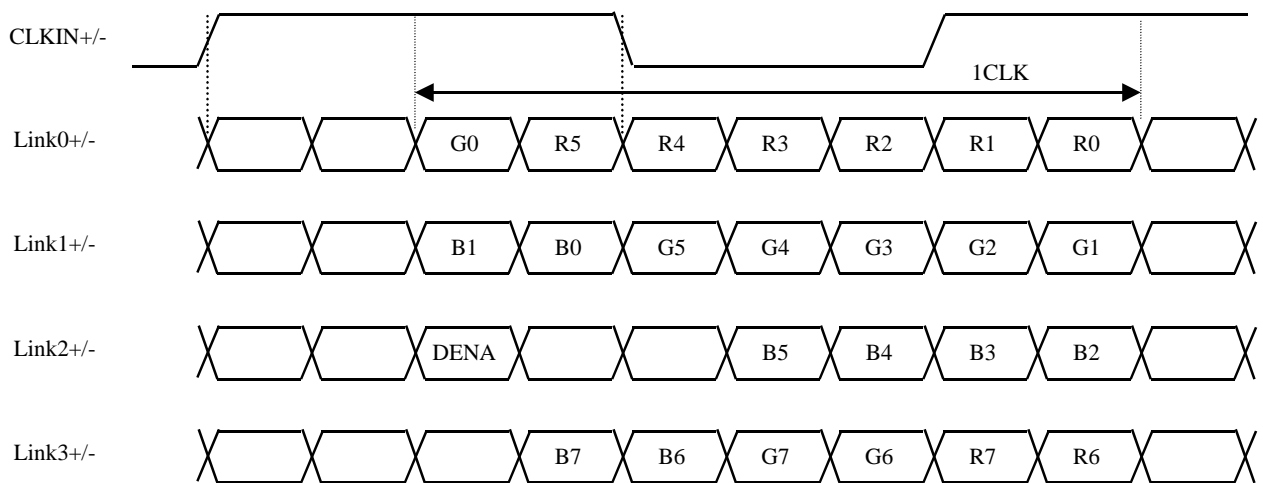 CLKIN+/-
1CLK
Link0+/- G0 R5 R4 R3 R2 R1 R0
Link1+/- B1 B0 G5 G4 G3 G2 G1
Link2+/- DENA B5 B4 B3 B2
Link3+/- B7 B6 G7 G6 R7 R6